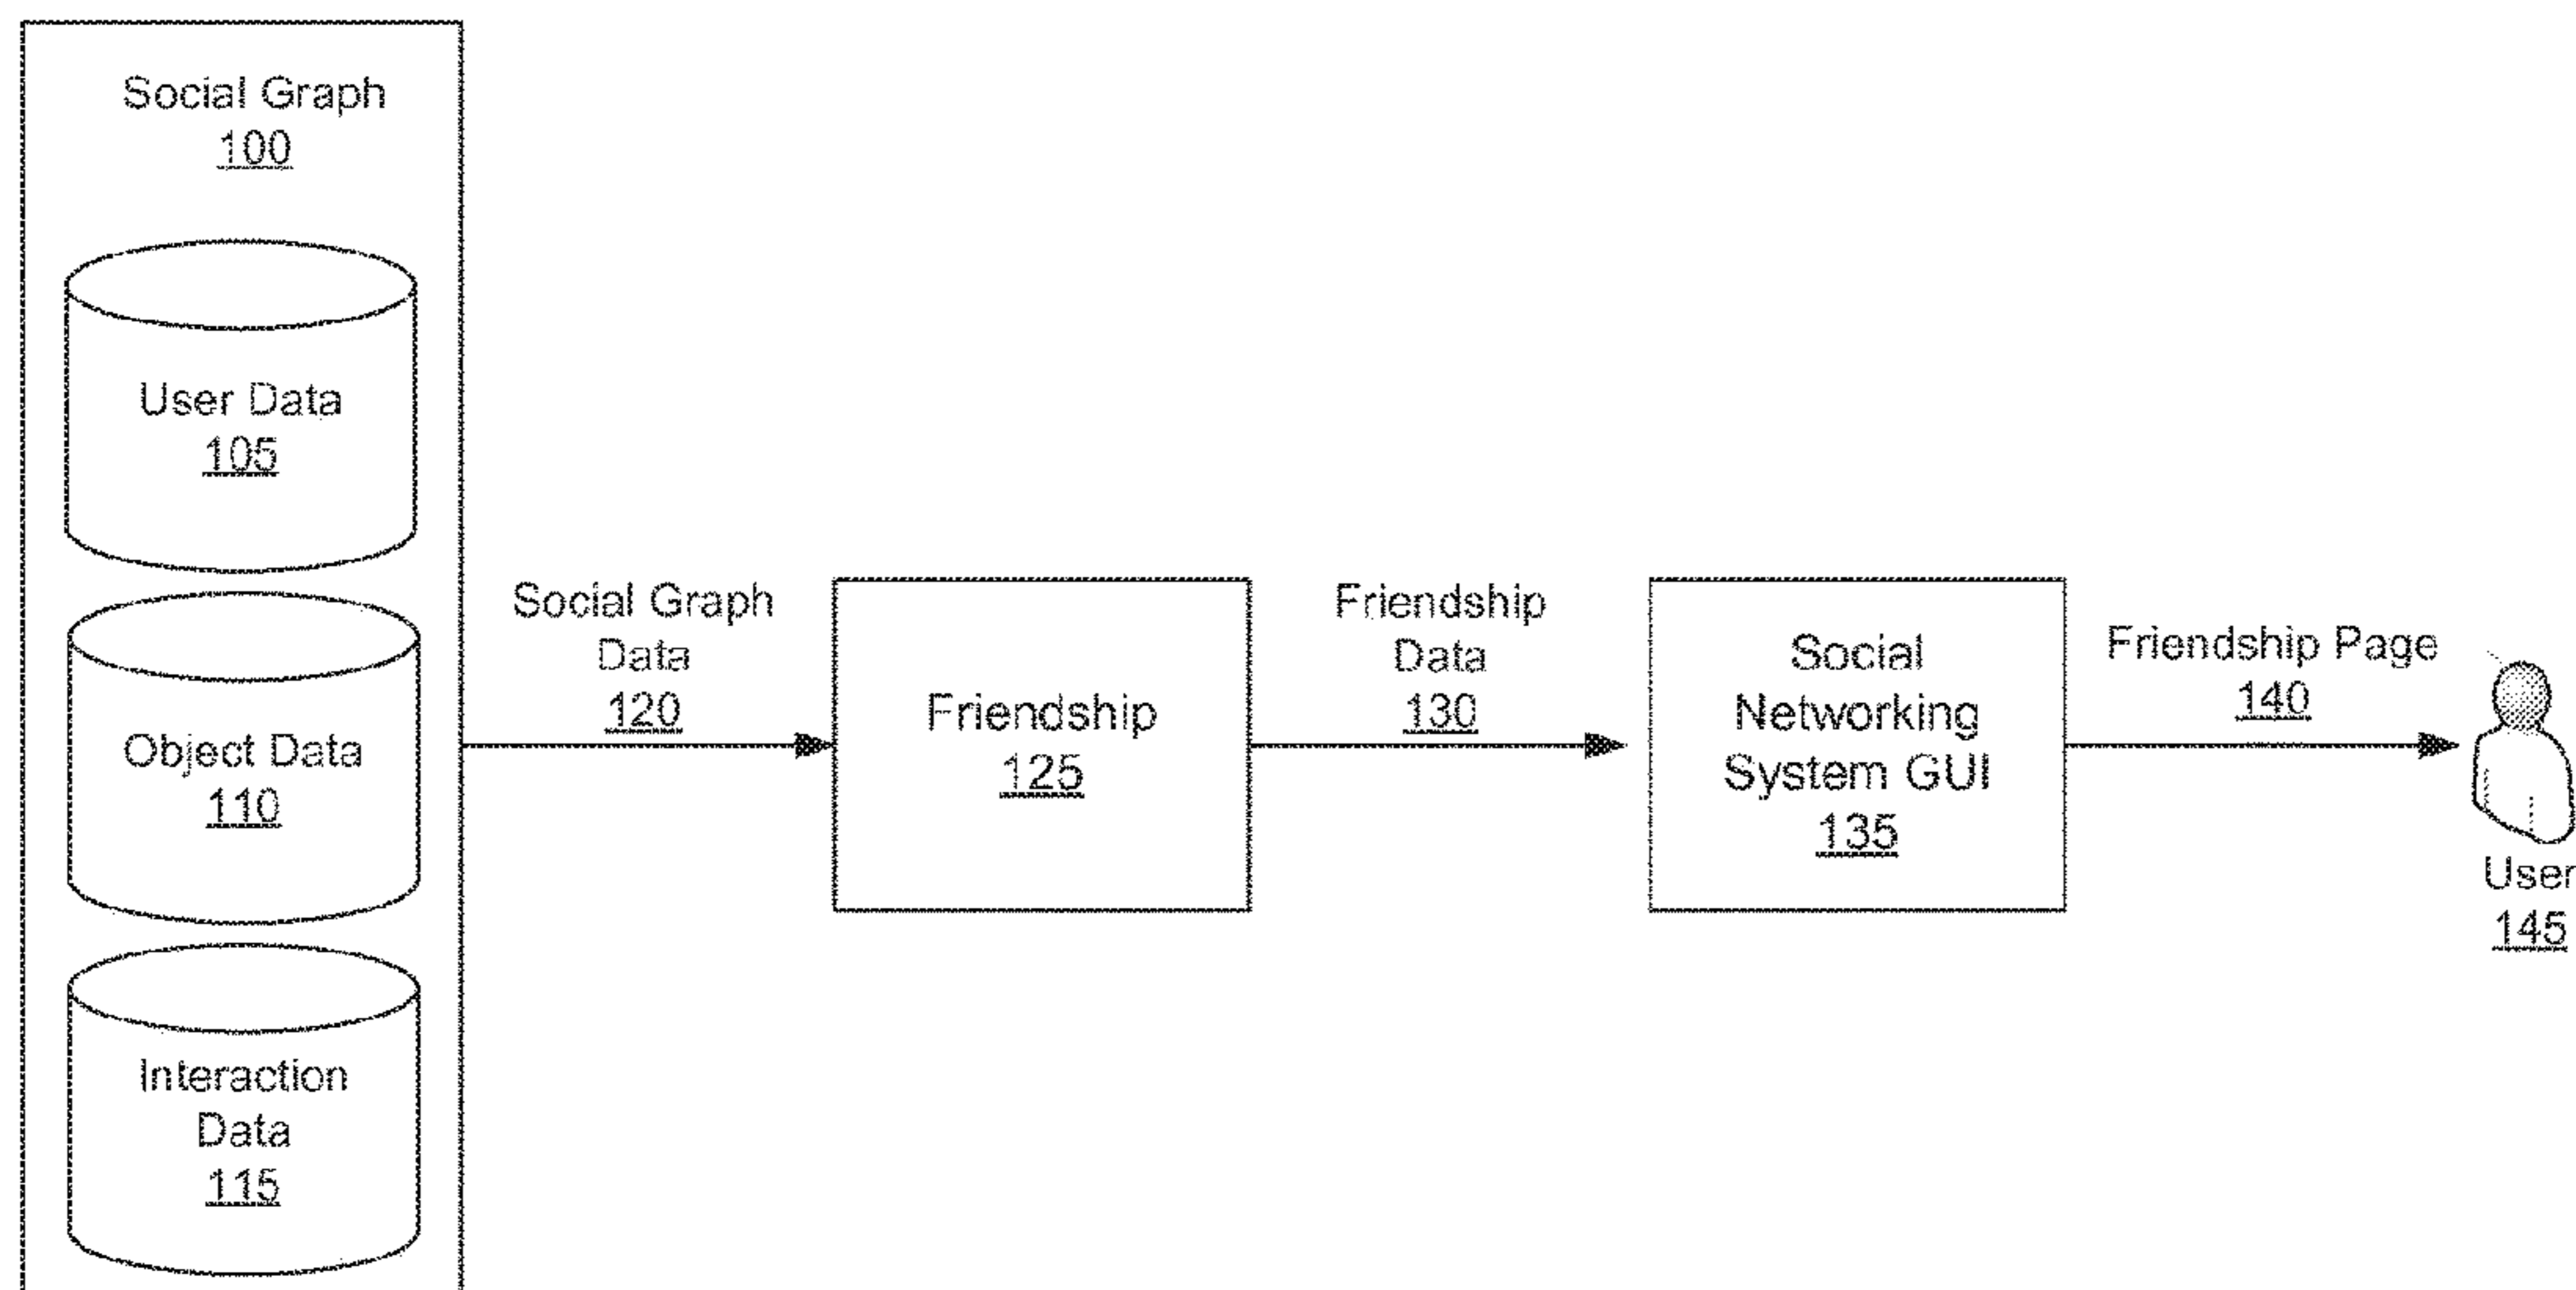 Social Graph
100
User Data
105
Object Data
110
Interaction
Data
115
Social Graph
Data
120
Friendship
125
Friendship
Data
130
Social
Networking
System GUI
135
Friendship Page
140
User
145